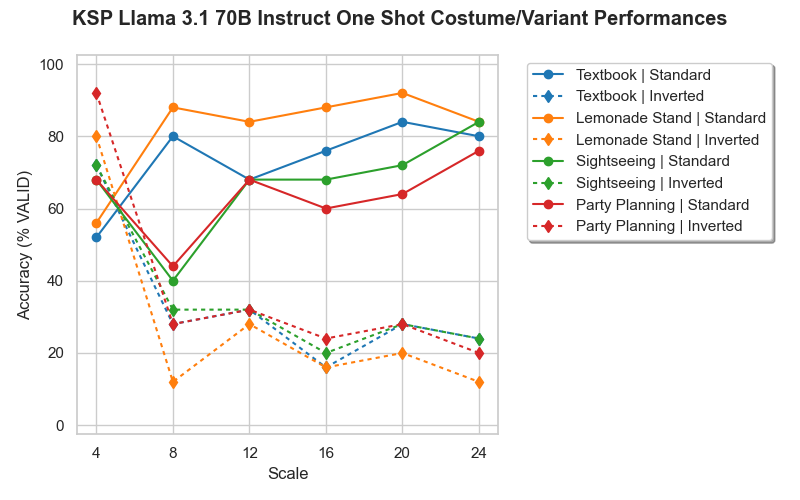 KSP Llama 3.1 70B Instruct One Shot Costume/Variant Performances
100
80
60
40
20
0
Accuracy (% VALID)
4 8 12 16 20 24
Scale
Textbook | Standard
Textbook | Inverted
Lemonade Stand | Standard
Lemonade Stand | Inverted
Sightseeing | Standard
Sightseeing | Inverted
Party Planning | Standard
Party Planning | Inverted